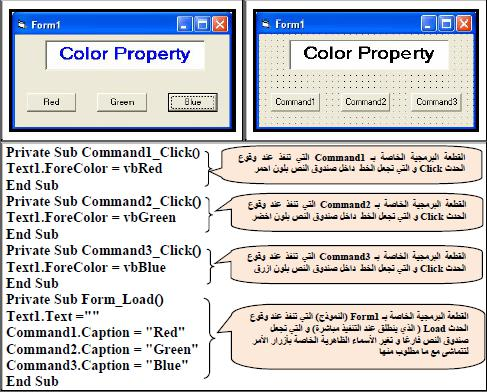 Form1
Color Property
Red
Green
Blue
Form1
Color Property
Command1
Command2
Command3
Private Sub Command1_Click()
Text1.ForeColor = vbRed
End Sub
القطعة البرمجية الخاصة بـ Command1 التي تنفذ عند وقوع
الحدث Click و التي تجعل الخط داخل صندوق النص بلون احمر
Private Sub Command2_Click()
Text1.ForeColor = vbGreen
End Sub
القطعة البرمجية الخاصة بـ Command2 التي تنفذ عند وقوع
الحدث Click و التي تجعل الخط داخل صندوق النص بلون اخضر
Private Sub Command3_Click()
Text1.ForeColor = vbBlue
End Sub
القطعة البرمجية الخاصة بـ Command3 التي تنفذ عند وقوع
الحدث Click و التي تجعل الخط داخل صندوق النص بلون ازرق
Private Sub Form_Load()
Text1.Text =""
Command1.Caption = "Red"
Command2.Caption = "Green"
Command3.Caption = "Blue"
End Sub
القطعة البرمجية الخاصة بـ Form1 (النموذج) التي تنفذ عند وقوع
الحدث Load ( الذي ينطلق عند التنفيذ مباشرة) و التي تجعل
صندوق النص فارغا و تغير الأسماء الظاهرية الخاصة بأزرار الأمر
لتتماشى مع ما مطلوب منها